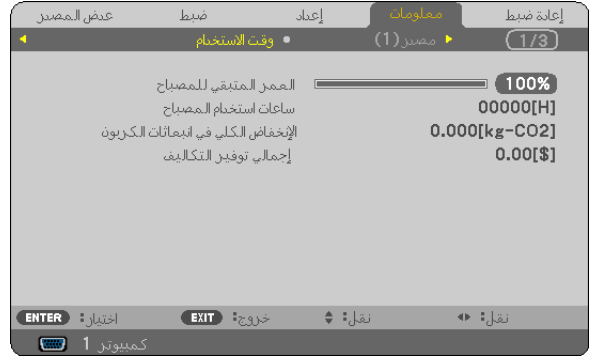 عرض المصدر ضبط إعداد معلومات إعادة ضبط
وقت الاستخدام مصدر(1) 1/3
العمر المتبقي للمصباح 100%
ساعات استخدام المصباح 00000[H]
الإنخفاض الكلي في انبعاثات الكربون 0.000[kg-CO2]
إجمالي توفير التكاليف 0.00[$]
ENTER :اختيار EXIT :خروج نقل: نقل:
كمبيوتر 1